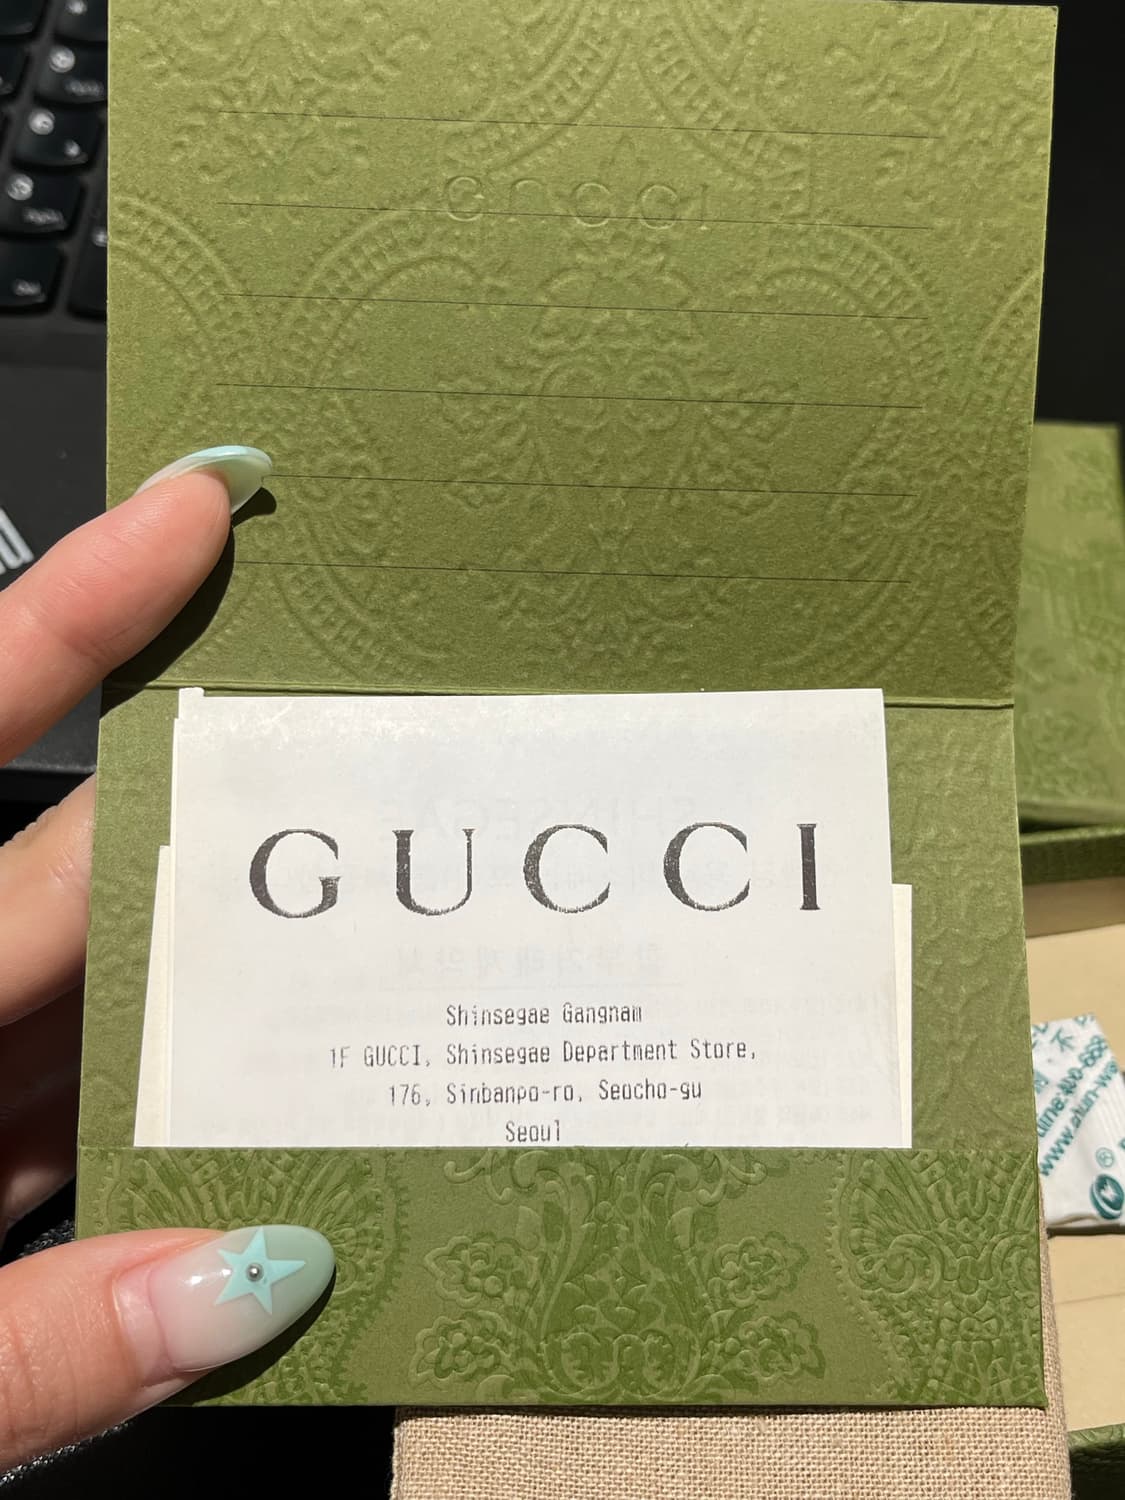 GUCCI
GUCCI
Shinsegae Gangnam
1F GUCCI, Shinsegae Department Store,
176, Sinbanpo-ro, Seocho-gu
Seoul